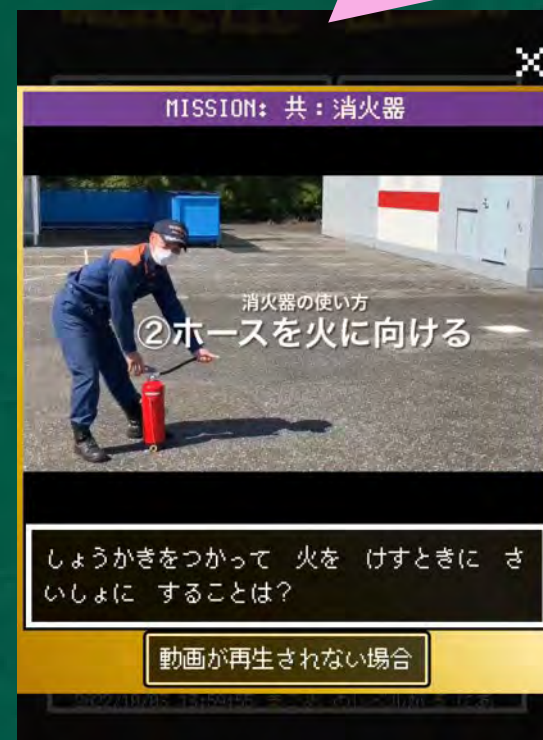 MISSION: 共:消火器
消火器の使い方
②ホースを火に向ける
しょうかきをつかって 火を けすときに さ
いしょに することは?
動画が再生されない場合